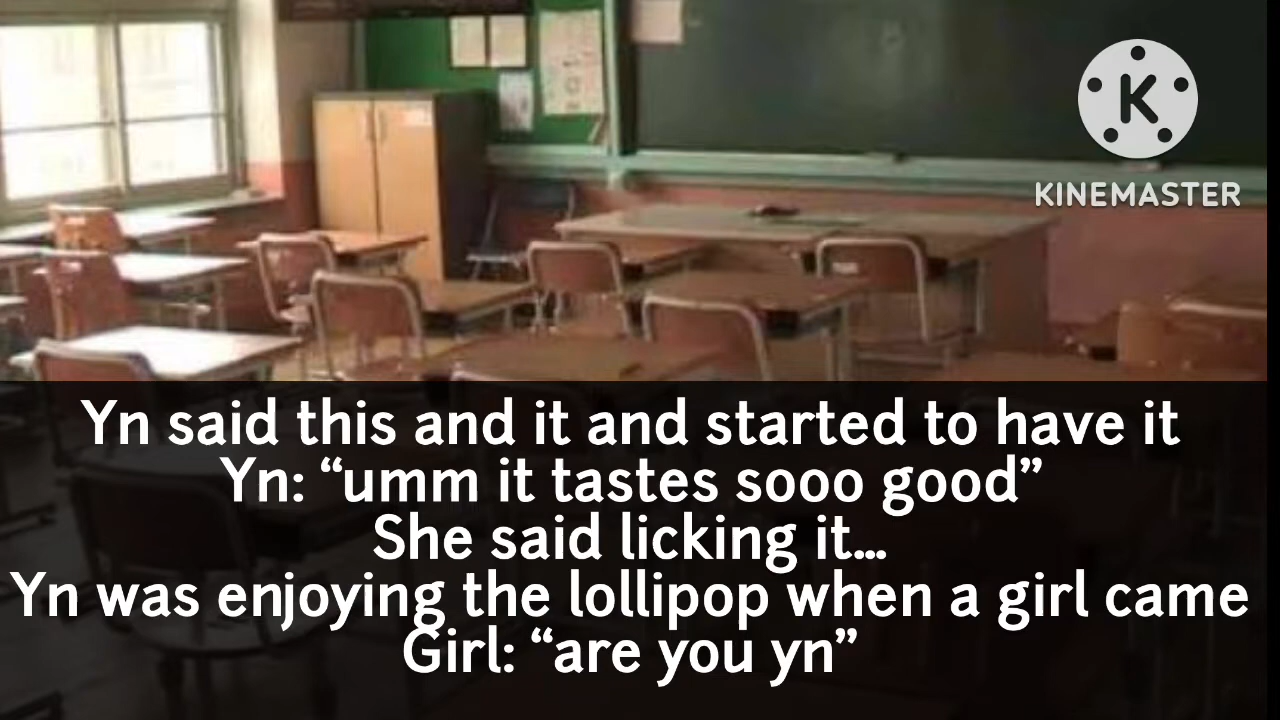 K
KINEMASTER
Yn said this and it and started to have it
Yn: “umm it tastes sooo good”
She said licking it...
Yn was enjoying the lollipop when a girl came
Girl: “are you yn”